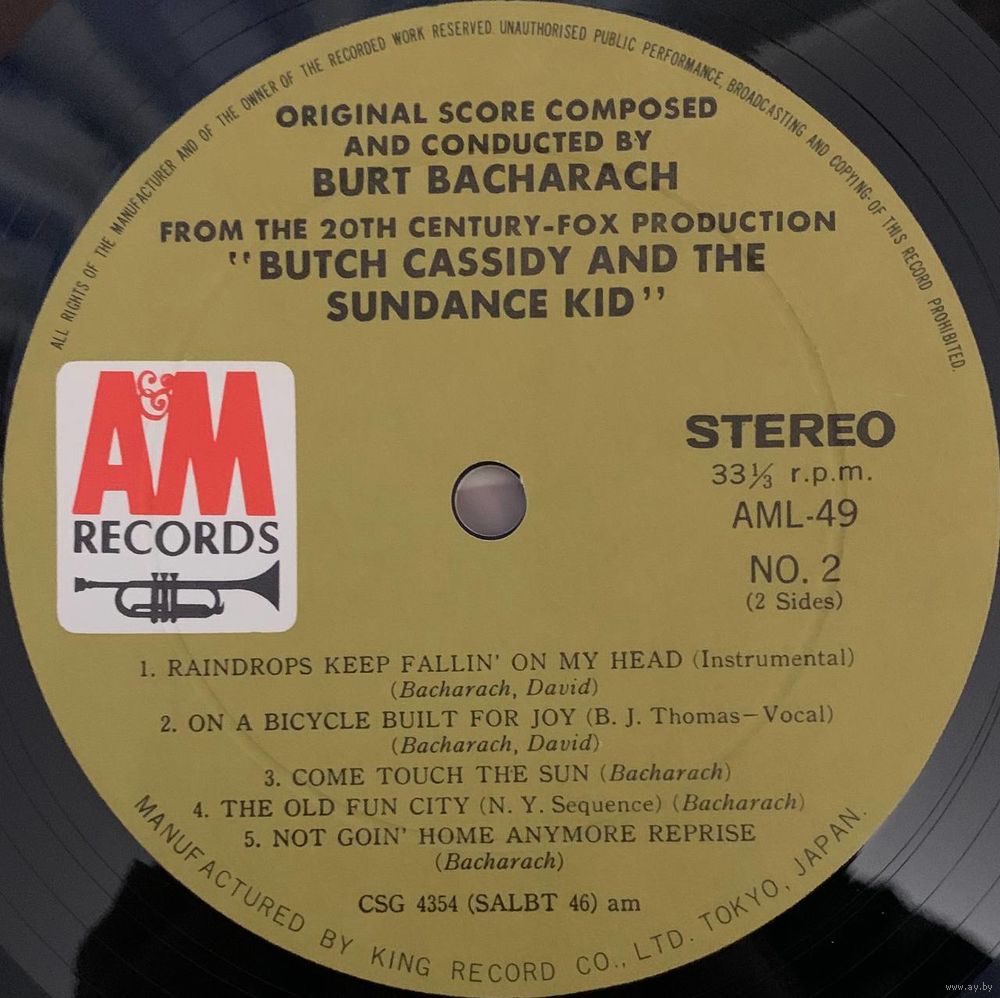 ALL RIGHTS OF THE MANUFACTURER AND OF THE OWNER OF THE RECORDED WORK RESERVED. UNAUTHORISED PUBLIC PERFORMANCE, BROADCASTING AND COPYING OF THIS RECORD PROHIBITED.
ORIGINAL SCORE COMPOSED
AND CONDUCTED BY
BURT BACHARACH
FROM THE 20TH CENTURY-FOX PRODUCTION
"BUTCH CASSIDY AND THE
SUNDANCE KID"
A&M
RECORDS
STEREO
33⅓ r.p.m.
AML-49
NO. 2
(2 Sides)
1. RAINDROPS KEEP FALLIN' ON MY HEAD (Instrumental)
(Bacharach, David)
2. ON A BICYCLE BUILT FOR JOY (B. J. Thomas-Vocal)
(Bacharach, David)
3. COME TOUCH THE SUN (Bacharach)
4. THE OLD FUN CITY (N. Y. Sequence) (Bacharach)
5. NOT GOIN' HOME ANYMORE REPRISE
(Bacharach)
CSG 4354 (SALBT 46) am
MANUFACTURED BY KING RECORD CO., LTD. TOKYO, JAPAN.
www.ay.by